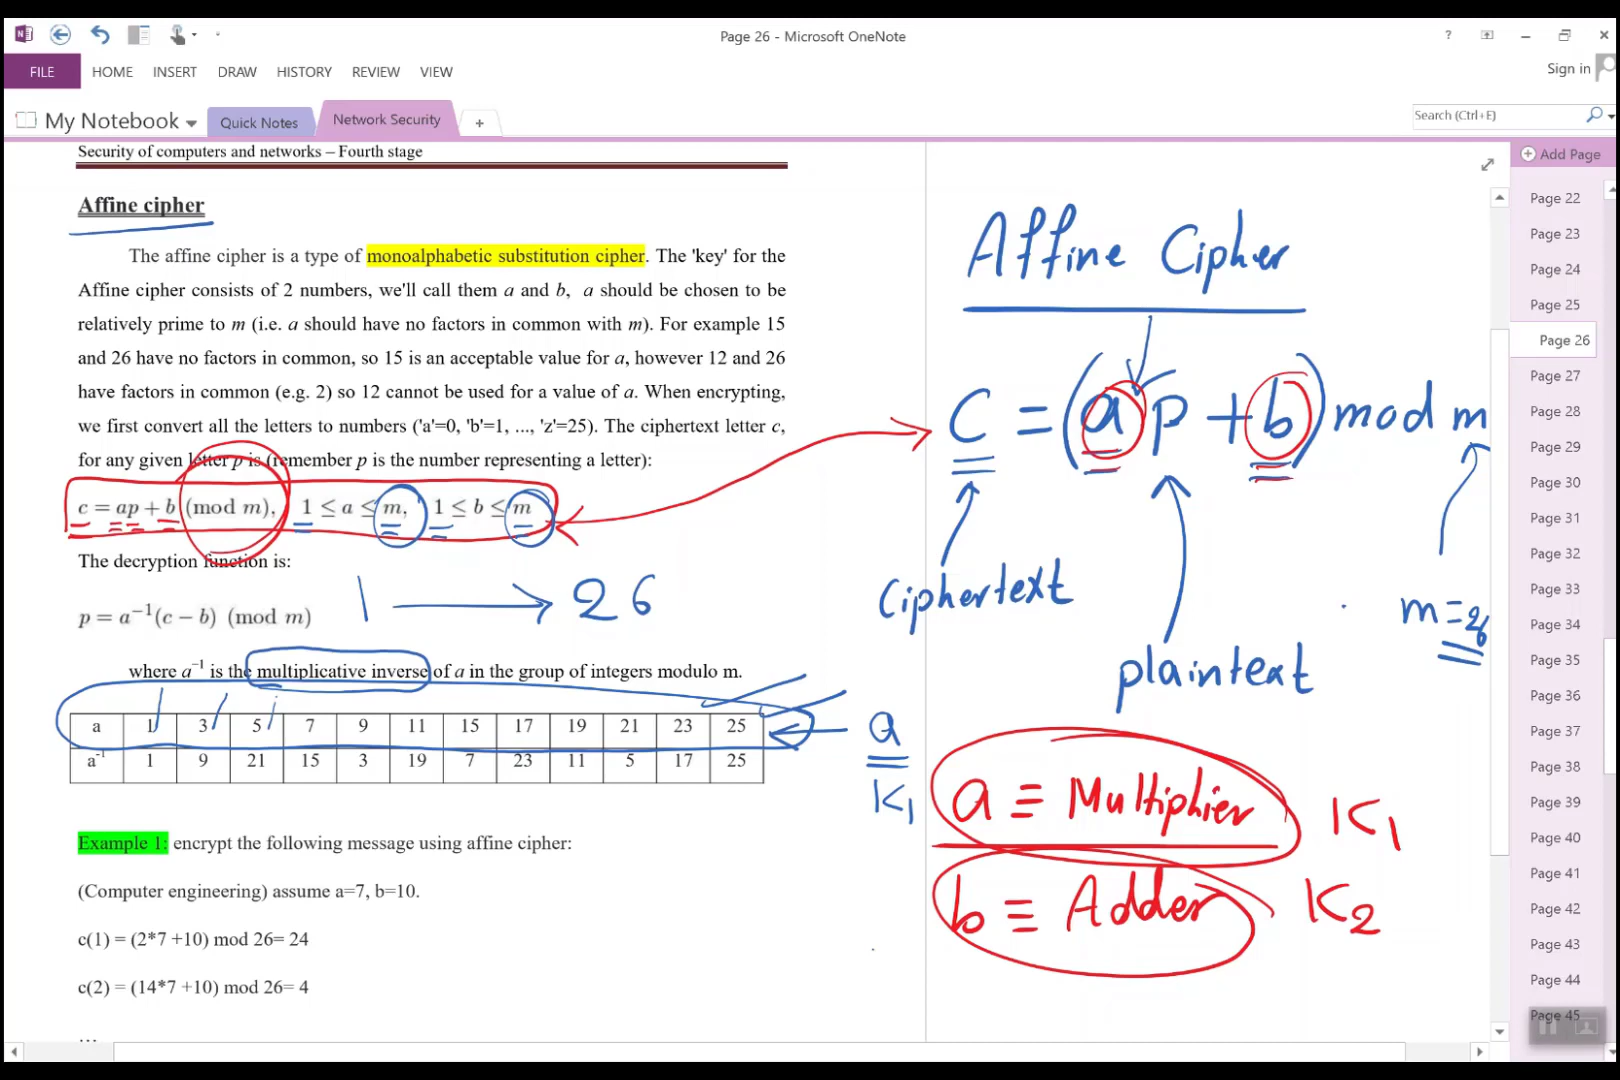 Page 26 - Microsoft OneNote
?
Sign in
FILE HOME INSERT DRAW HISTORY REVIEW VIEW
My Notebook Quick Notes Network Security +
Search (Ctrl+E)
Security of computers and networks – Fourth stage
Affine cipher
The affine cipher is a type of monoalphabetic substitution cipher. The 'key' for the
Affine cipher consists of 2 numbers, we'll call them a and b, a should be chosen to be
relatively prime to m (i.e. a should have no factors in common with m). For example 15
and 26 have no factors in common, so 15 is an acceptable value for a, however 12 and 26
have factors in common (e.g. 2) so 12 cannot be used for a value of a. When encrypting,
we first convert all the letters to numbers ('a'=0, 'b'=1, ..., 'z'=25). The ciphertext letter c,
for any given letter p is (remember p is the number representing a letter):
c = ap + b (mod m), 1 ≤ a ≤ m, 1 ≤ b ≤ m
The decryption function is:
1 → 26
p = a⁻¹(c − b) (mod m)
where a⁻¹ is the multiplicative inverse of a in the group of integers modulo m.
a 1 3 5 7 9 11 15 17 19 21 23 25
a⁻¹ 1 9 21 15 3 19 7 23 11 5 17 25
Example 1: encrypt the following message using affine cipher:
(Computer engineering) assume a=7, b=10.
c(1) = (2*7 +10) mod 26= 24
c(2) = (14*7 +10) mod 26= 4
...
Affine Cipher
C = (a p + b) mod m
Ciphertext
plaintext
m = 26
a
K1
a ≡ Multiplier K1
b ≡ Adder K2
Add Page
Page 22
Page 23
Page 24
Page 25
Page 26
Page 27
Page 28
Page 29
Page 30
Page 31
Page 32
Page 33
Page 34
Page 35
Page 36
Page 37
Page 38
Page 39
Page 40
Page 41
Page 42
Page 43
Page 44
Page 45